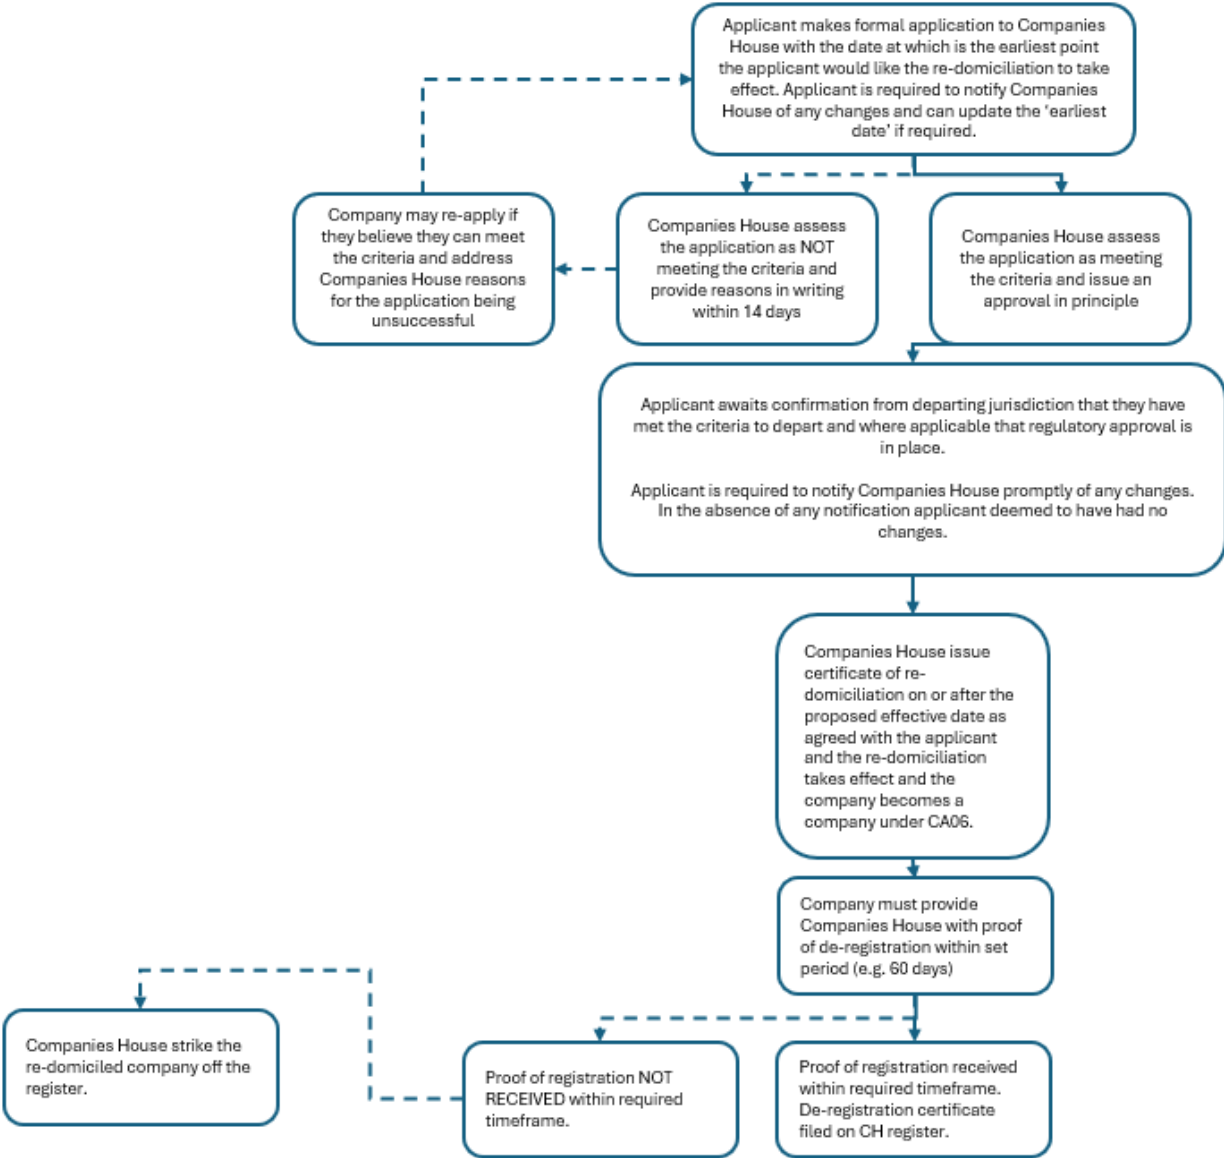 Applicant makes formal application to Companies
House with the date at which is the earliest point
the applicant would like the re-domiciliation to take
effect. Applicant is required to notify Companies
House of any changes and can update the ‘earliest
date’ if required.
Company may re-apply if
they believe they can meet
the criteria and address
Companies House reasons
for the application being
unsuccessful
Companies House assess
the application as NOT
meeting the criteria and
provide reasons in writing
within 14 days
Companies House assess
the application as meeting
the criteria and issue an
approval in principle
Applicant awaits confirmation from departing jurisdiction that they have
met the criteria to depart and where applicable that regulatory approval is
in place.
Applicant is required to notify Companies House promptly of any changes.
In the absence of any notification applicant deemed to have had no
changes.
Companies House issue
certificate of re-
domiciliation on or after the
proposed effective date as
agreed with the applicant
and the re-domiciliation
takes effect and the
company becomes a
company under CA06.
Company must provide
Companies House with proof
of de-registration within set
period (e.g. 60 days)
Companies House strike the
re-domiciled company off the
register.
Proof of registration NOT
RECEIVED within required
timeframe.
Proof of registration received
within required timeframe.
De-registration certificate
filed on CH register.